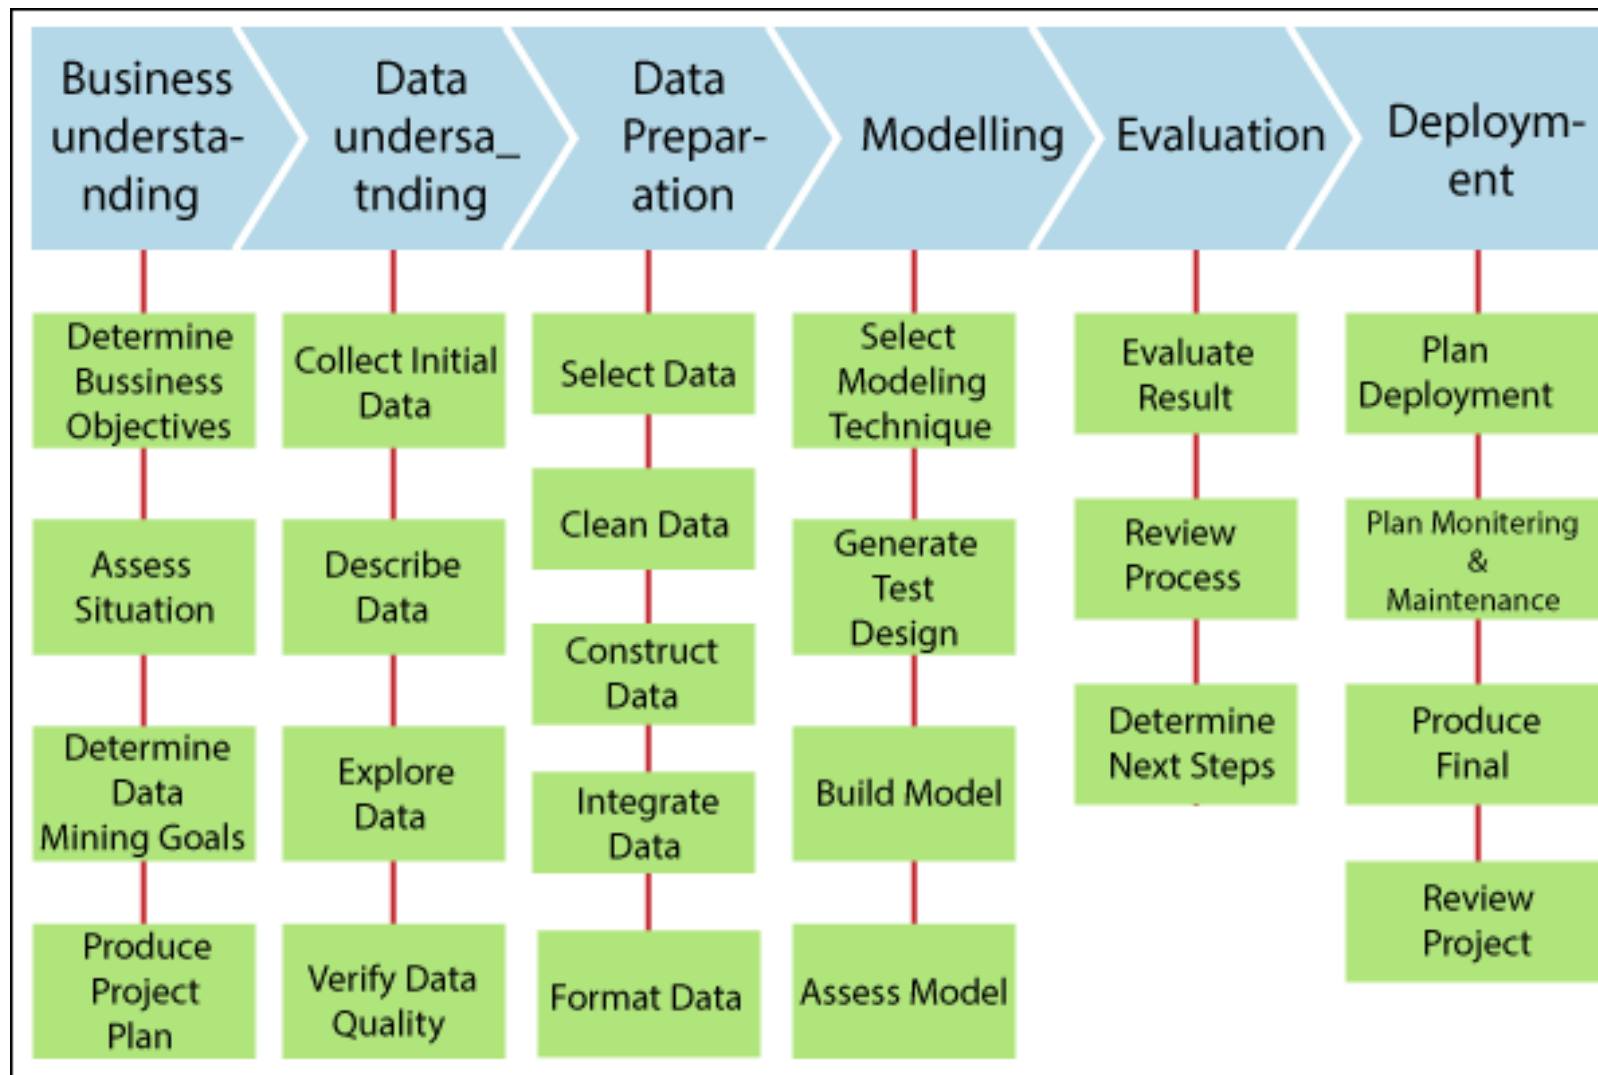 Business
understa-
nding
Data
undersa_
tnding
Data
Prepar-
ation
Modelling
Evaluation
Deploym-
ent
Determine
Bussiness
Objectives
Assess
Situation
Determine
Data
Mining Goals
Produce
Project
Plan
Collect Initial
Data
Describe
Data
Explore
Data
Verify Data
Quality
Select Data
Clean Data
Construct
Data
Integrate
Data
Format Data
Select
Modeling
Technique
Generate
Test
Design
Build Model
Assess Model
Evaluate
Result
Review
Process
Determine
Next Steps
Plan
Deployment
Plan Monitering
&
Maintenance
Produce
Final
Review
Project